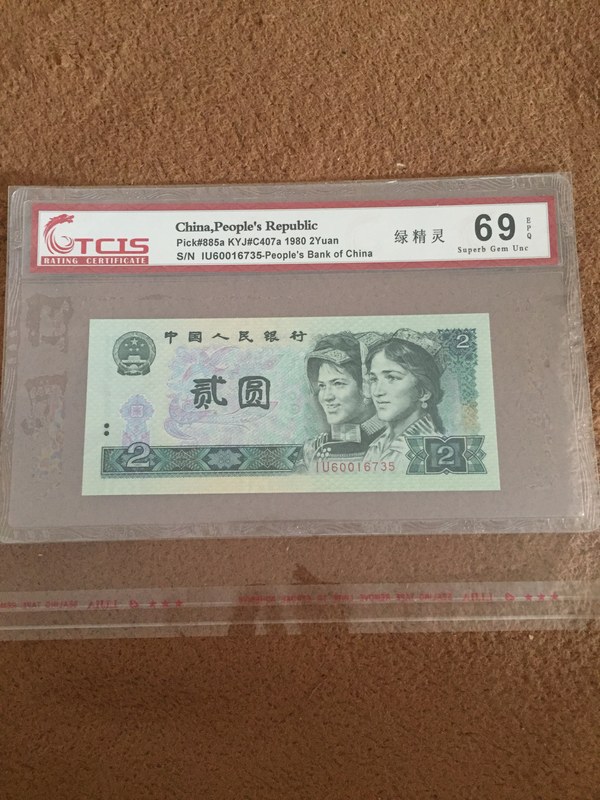 TCIS
RATING CERTIFICATE
China,People's Republic
Pick#885a KYJ#C407a 1980 2Yuan
S/N IU60016735-People's Bank of China
绿精灵
69
EPQ
Superb Gem Unc
中国人民银行
贰圆
2
2
IU60016735
2